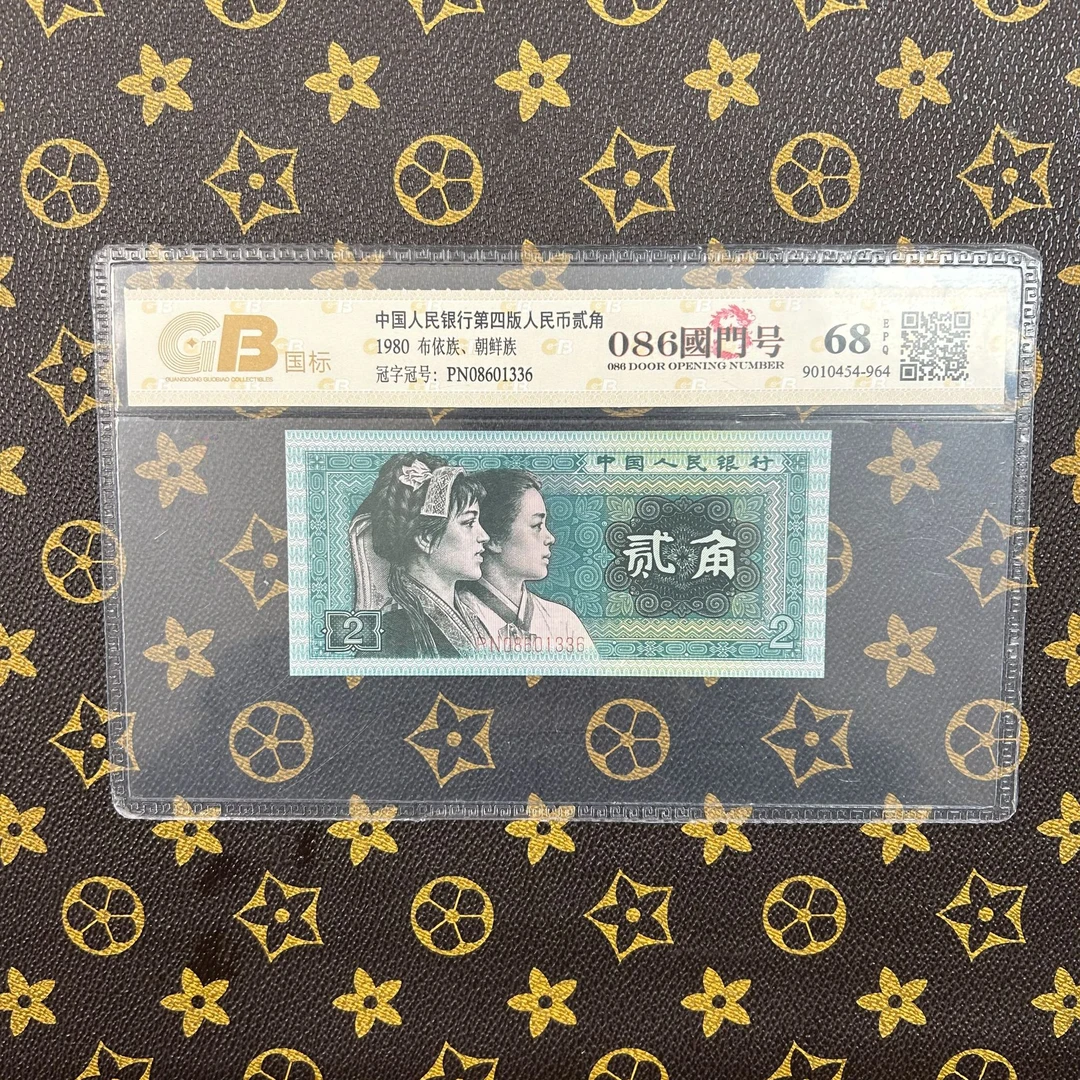 GB 国标
GUANGDONG GUOBIAO COLLECTIBLES
中国人民银行第四版人民币贰角
1980 布依族、朝鲜族
冠字冠号: PN08601336
086國門号
086 DOOR OPENING NUMBER
68 EPQ
9010454-964
中国人民银行
贰角
2
2
PN08601336